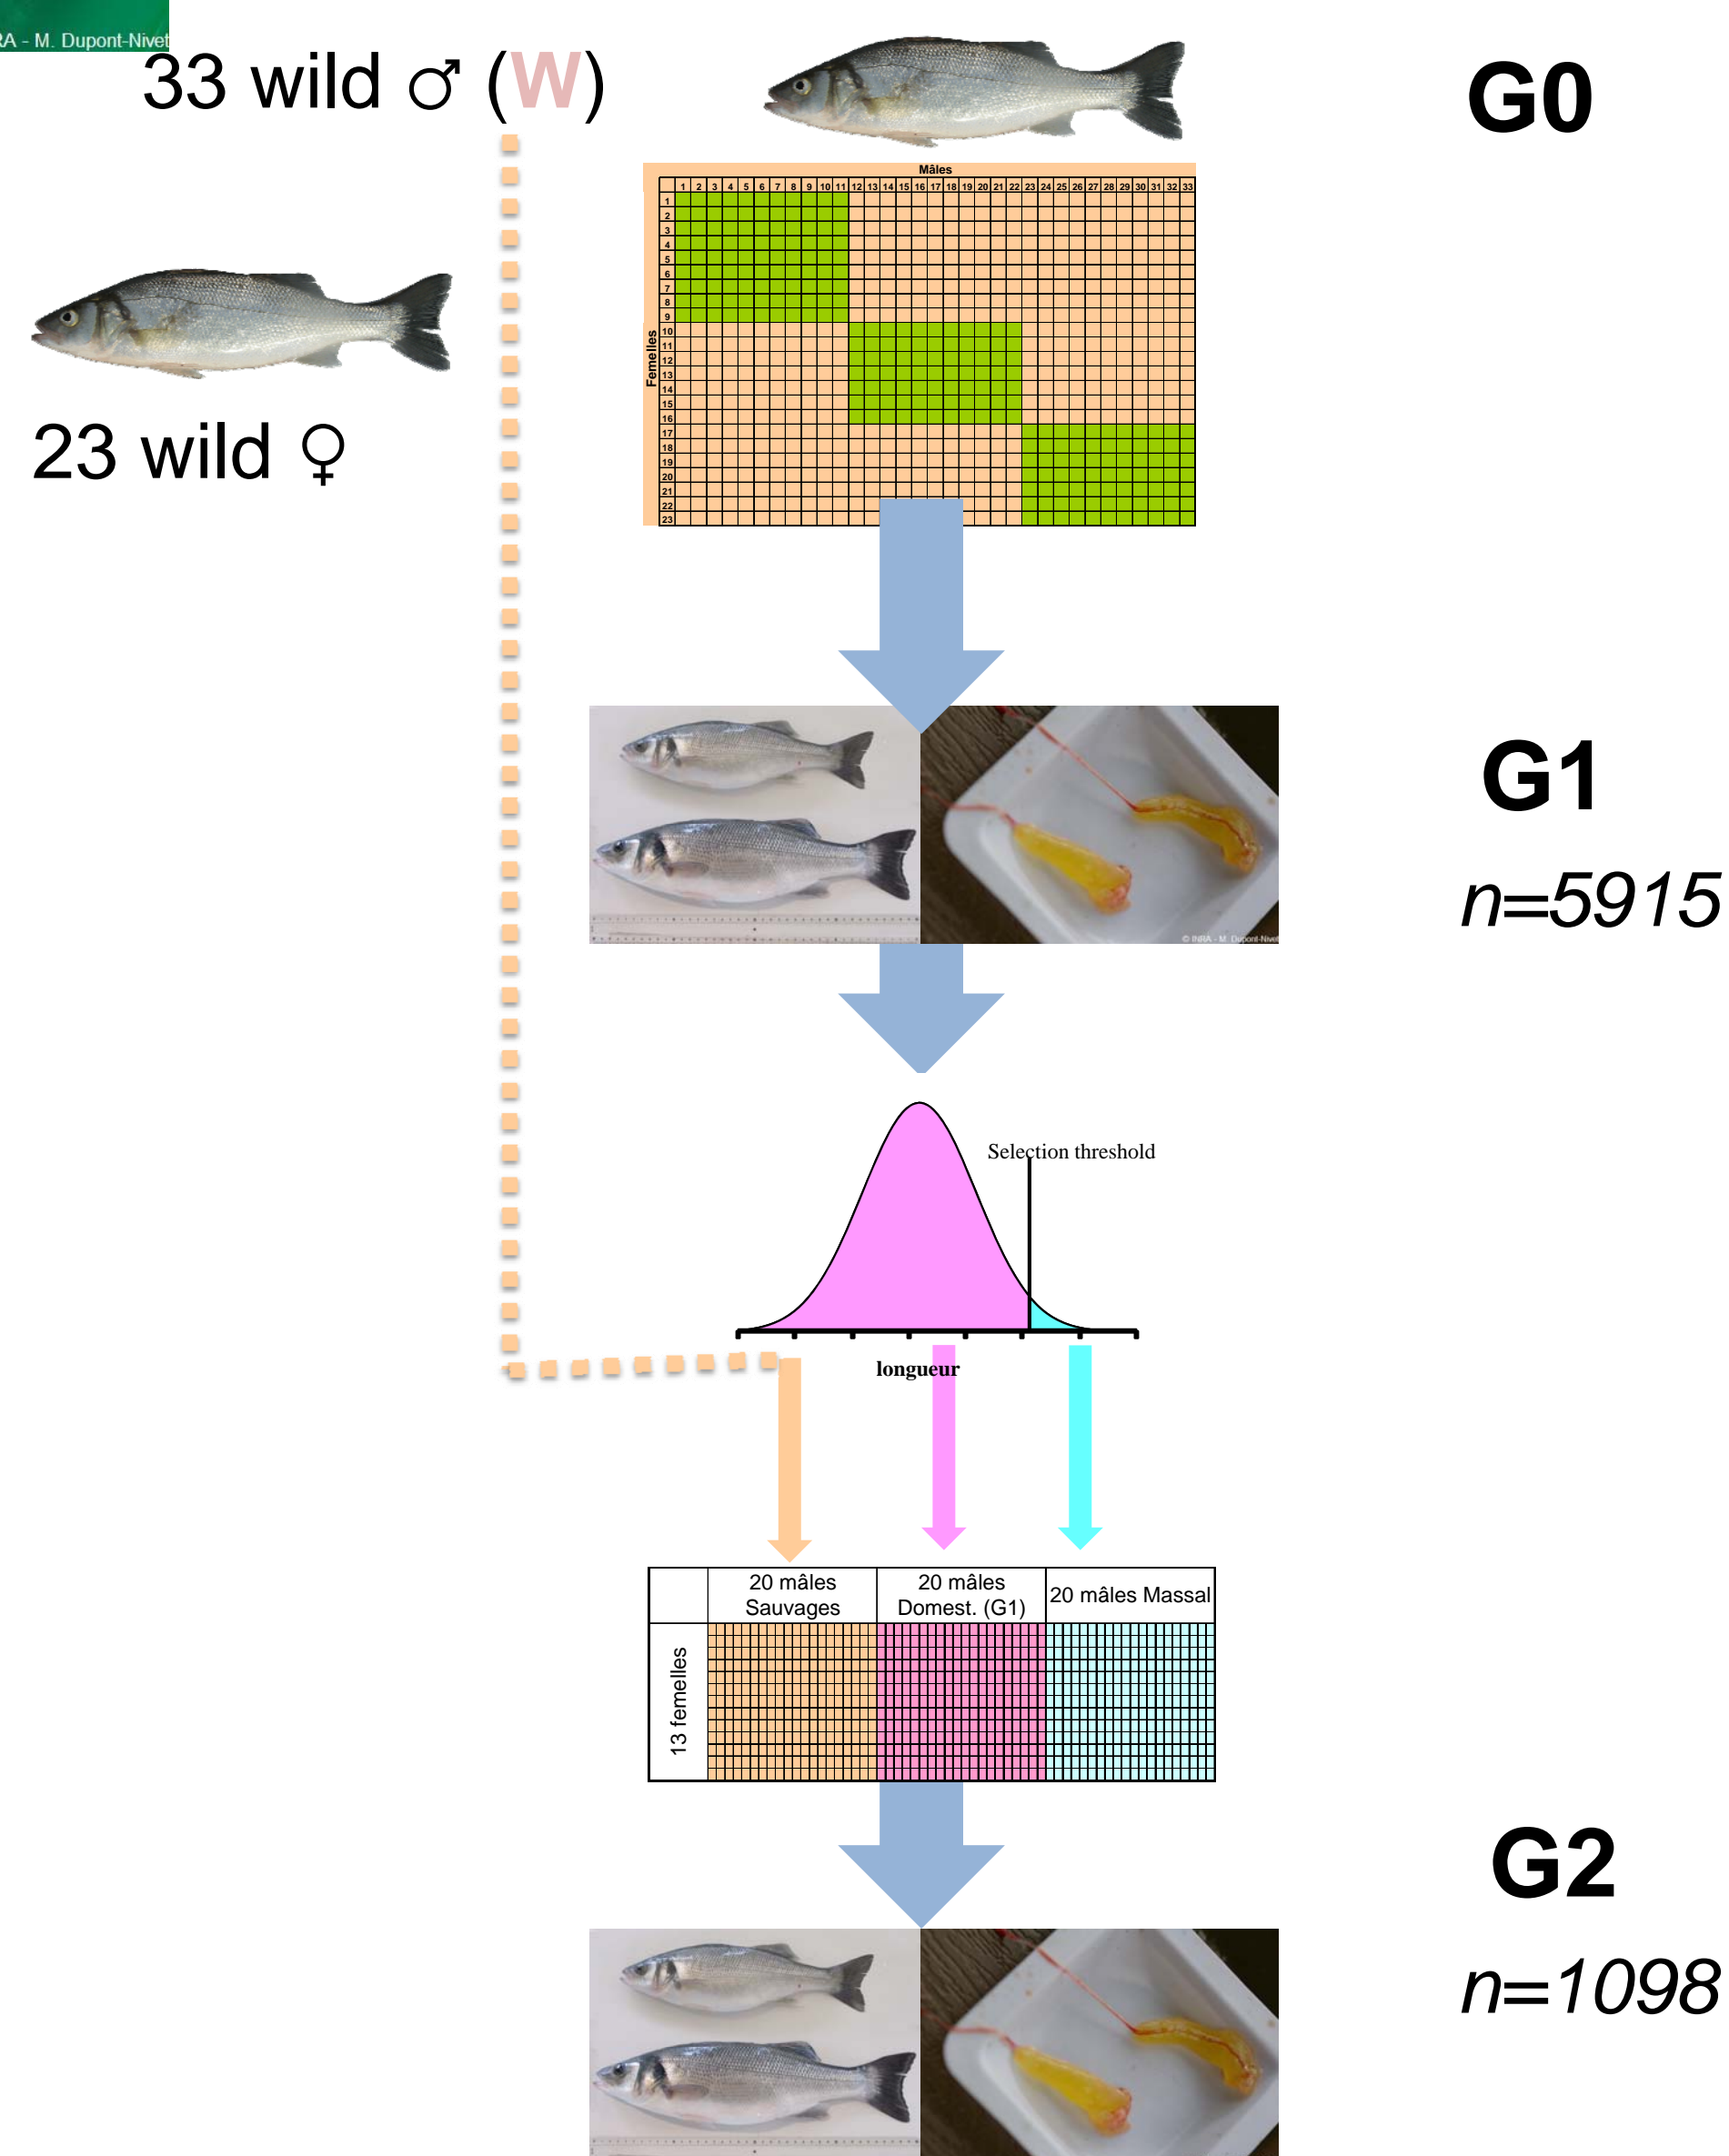 RA - M. Dupont-Nivet
33 wild ♂ (W)
G0
Mâles
1 2 3 4 5 6 7 8 9 10 11 12 13 14 15 16 17 18 19 20 21 22 23 24 25 26 27 28 29 30 31 32 33
Femelles
1
2
3
4
5
6
7
8
9
10
11
12
13
14
15
16
17
18
19
20
21
22
23
23 wild ♀
G1
n=5915
© INRA - M. Dupont-Nivet
Selection threshold
longueur
20 mâles
Sauvages
20 mâles
Domest. (G1)
20 mâles Massal
13 femelles
G2
n=1098